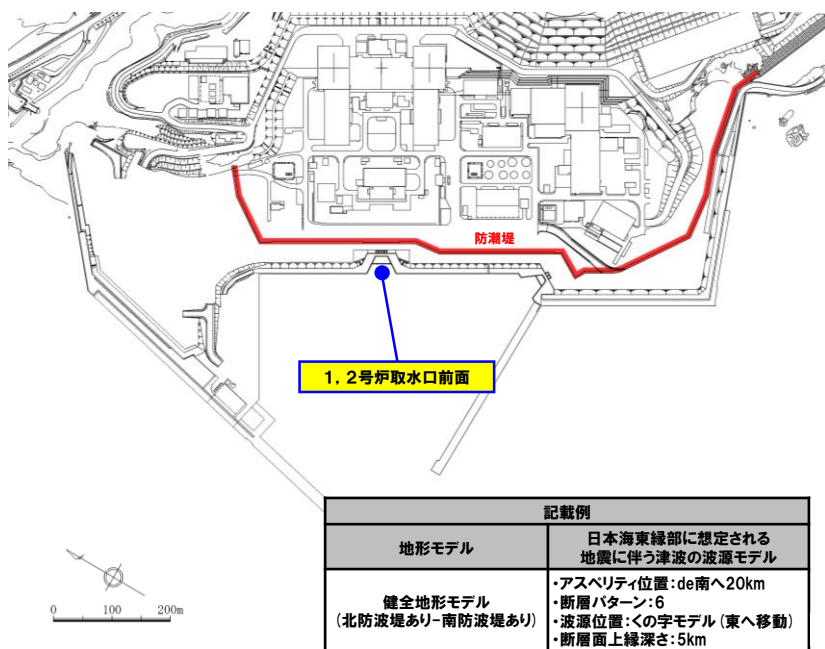 防潮堤
1，2号炉取水口前面
0 100 200m
記載例
地形モデル
日本海東縁部に想定される
地震に伴う津波の波源モデル
健全地形モデル
(北防波堤あり-南防波堤あり)
・アスペリティ位置:de南へ20km
・断層パターン:6
・波源位置:くの字モデル(東へ移動)
・断層面上縁深さ:5km